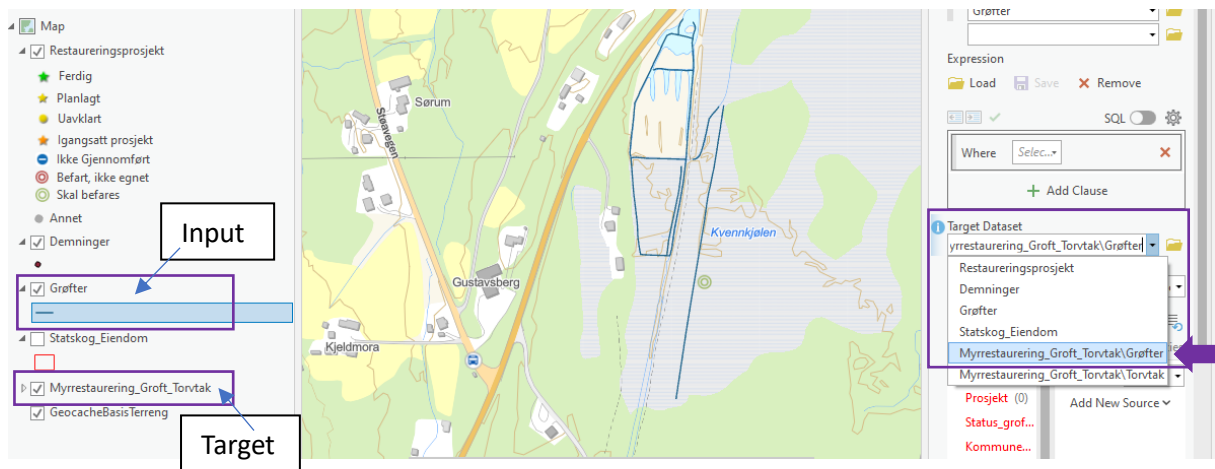 Map
Restaureringsprosjekt
Ferdig
Planlagt
Uavklart
Igangsatt prosjekt
Ikke Gjennomført
Befart, ikke egnet
Skal befares
Annet
Demninger
Grøfter
Statskog_Eiendom
Myrrestaurering_Groft_Torvtak
GeocacheBasisTerreng
Input
Target
Sørum
Støavegen
Gustavsberg
Kjeldmora
Kvennkjølen
Grøfter
Expression
Load Save Remove
SQL
Where Selec...
Add Clause
Target Dataset
yrrestaurering_Groft_Torvtak\Grøfter
Restaureringsprosjekt
Demninger
Grøfter
Statskog_Eiendom
Myrrestaurering_Groft_Torvtak\Grøfter
Myrrestaurering_Groft_Torvtak\Torvtak
Prosjekt (0)
Add New Source
Status_grof...
Kommune...